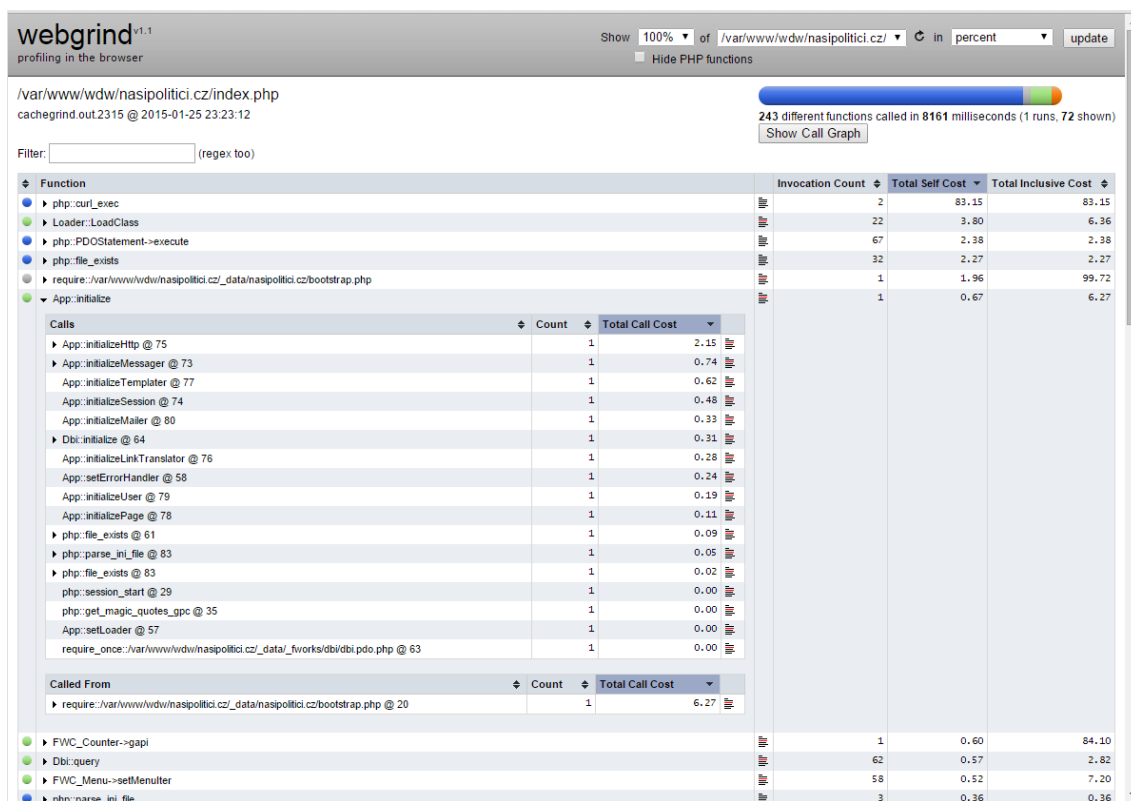 webgrind v1.1
profiling in the browser
Show 100% of /var/www/wdw/nasipolitici.cz/ in percent update
Hide PHP functions
/var/www/wdw/nasipolitici.cz/index.php
cachegrind.out.2315 @ 2015-01-25 23:23:12
243 different functions called in 8161 milliseconds (1 runs, 72 shown)
Show Call Graph
Filter: (regex too)
Function Invocation Count Total Self Cost Total Inclusive Cost
php::curl_exec 2 83.15 83.15
Loader::LoadClass 22 3.80 6.36
php::PDOStatement->execute 67 2.38 2.38
php::file_exists 32 2.27 2.27
require::/var/www/wdw/nasipolitici.cz/_data/nasipolitici.cz/bootstrap.php 1 1.96 99.72
App::initialize 1 0.67 6.27
Calls Count Total Call Cost
App::initializeHttp @ 75 1 2.15
App::initializeMessager @ 73 1 0.74
App::initializeTemplater @ 77 1 0.62
App::initializeSession @ 74 1 0.48
App::initializeMailer @ 80 1 0.33
Dbi::initialize @ 64 1 0.31
App::initializeLinkTranslator @ 76 1 0.28
App::setErrorHandler @ 58 1 0.24
App::initializeUser @ 79 1 0.19
App::initializePage @ 78 1 0.11
php::file_exists @ 61 1 0.09
php::parse_ini_file @ 83 1 0.05
php::file_exists @ 83 1 0.02
php::session_start @ 29 1 0.00
php::get_magic_quotes_gpc @ 35 1 0.00
App::setLoader @ 57 1 0.00
require_once::/var/www/wdw/nasipolitici.cz/_data/_fworks/dbi/dbi.pdo.php @ 63 1 0.00
Called From Count Total Call Cost
require::/var/www/wdw/nasipolitici.cz/_data/nasipolitici.cz/bootstrap.php @ 20 1 6.27
FWC_Counter->gapi 1 0.60 84.10
Dbi::query 62 0.57 2.82
FWC_Menu->setMenuIter 58 0.52 7.20
php::parse_ini_file 3 0.36 0.36